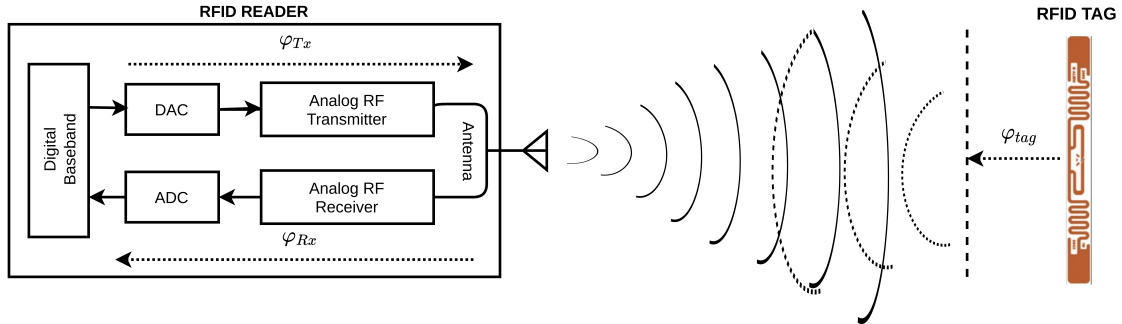 RFID READER
RFID TAG
φTx
Digital
Baseband
DAC
Analog RF
Transmitter
Antenna
φtag
ADC
Analog RF
Receiver
φRx